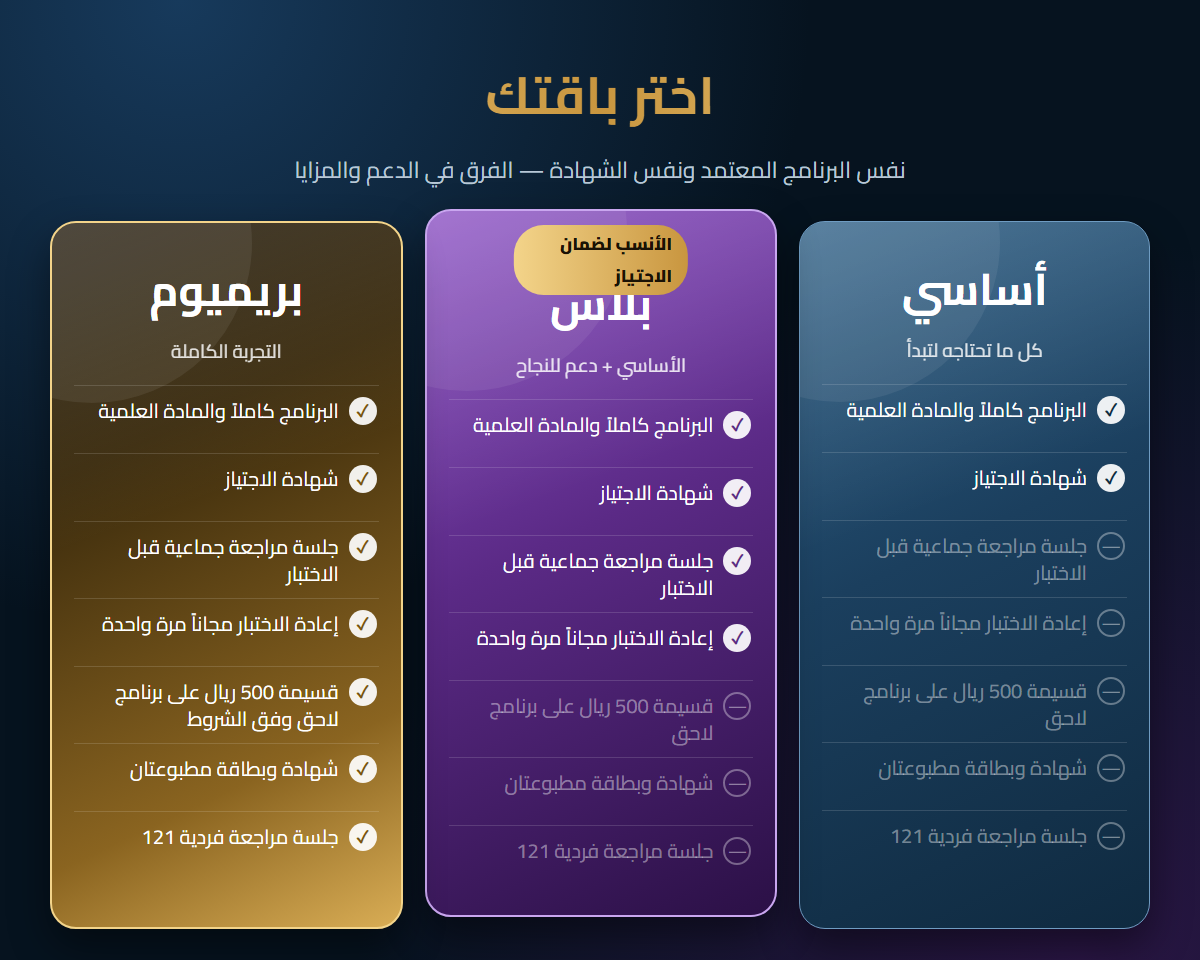 اختر باقتك
نفس البرنامج المعتمد ونفس الشهادة — الفرق في الدعم والمزايا
أساسي
كل ما تحتاجه لتبدأ
البرنامج كاملاً والمادة العلمية
شهادة الاجتياز
جلسة مراجعة جماعية قبل
الاختبار
إعادة الاختبار مجاناً مرة واحدة
قسيمة 500 ريال على برنامج
لاحق
شهادة وبطاقة مطبوعتان
جلسة مراجعة فردية 121
الأنسب لضمان
الاجتياز
بلاس
الأساسي + دعم للنجاح
البرنامج كاملاً والمادة العلمية
شهادة الاجتياز
جلسة مراجعة جماعية قبل
الاختبار
إعادة الاختبار مجاناً مرة واحدة
قسيمة 500 ريال على برنامج
لاحق
شهادة وبطاقة مطبوعتان
جلسة مراجعة فردية 121
بريميوم
التجربة الكاملة
البرنامج كاملاً والمادة العلمية
شهادة الاجتياز
جلسة مراجعة جماعية قبل
الاختبار
إعادة الاختبار مجاناً مرة واحدة
قسيمة 500 ريال على برنامج
لاحق وفق الشروط
شهادة وبطاقة مطبوعتان
جلسة مراجعة فردية 121